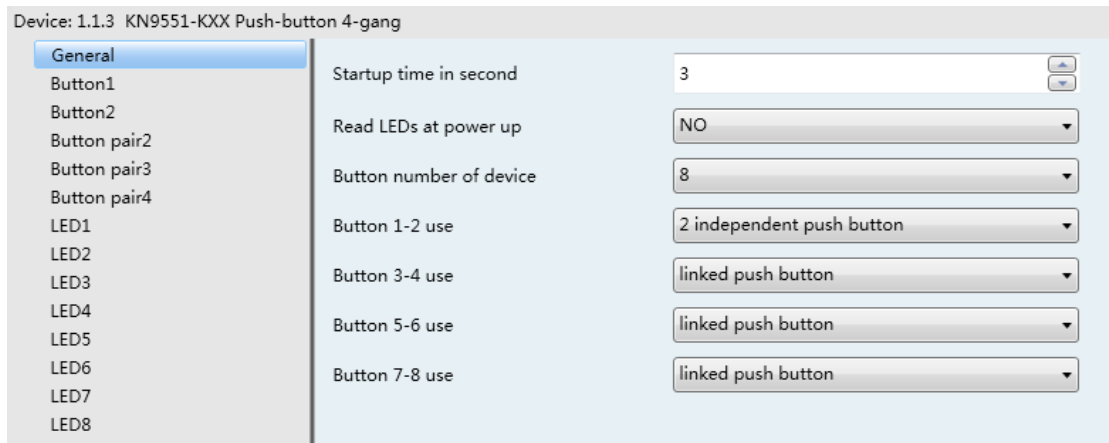 Device: 1.1.3 KN9551-KXX Push-button 4-gang
General
Button1
Button2
Button pair2
Button pair3
Button pair4
LED1
LED2
LED3
LED4
LED5
LED6
LED7
LED8
Startup time in second 3
Read LEDs at power up NO
Button number of device 8
Button 1-2 use 2 independent push button
Button 3-4 use linked push button
Button 5-6 use linked push button
Button 7-8 use linked push button